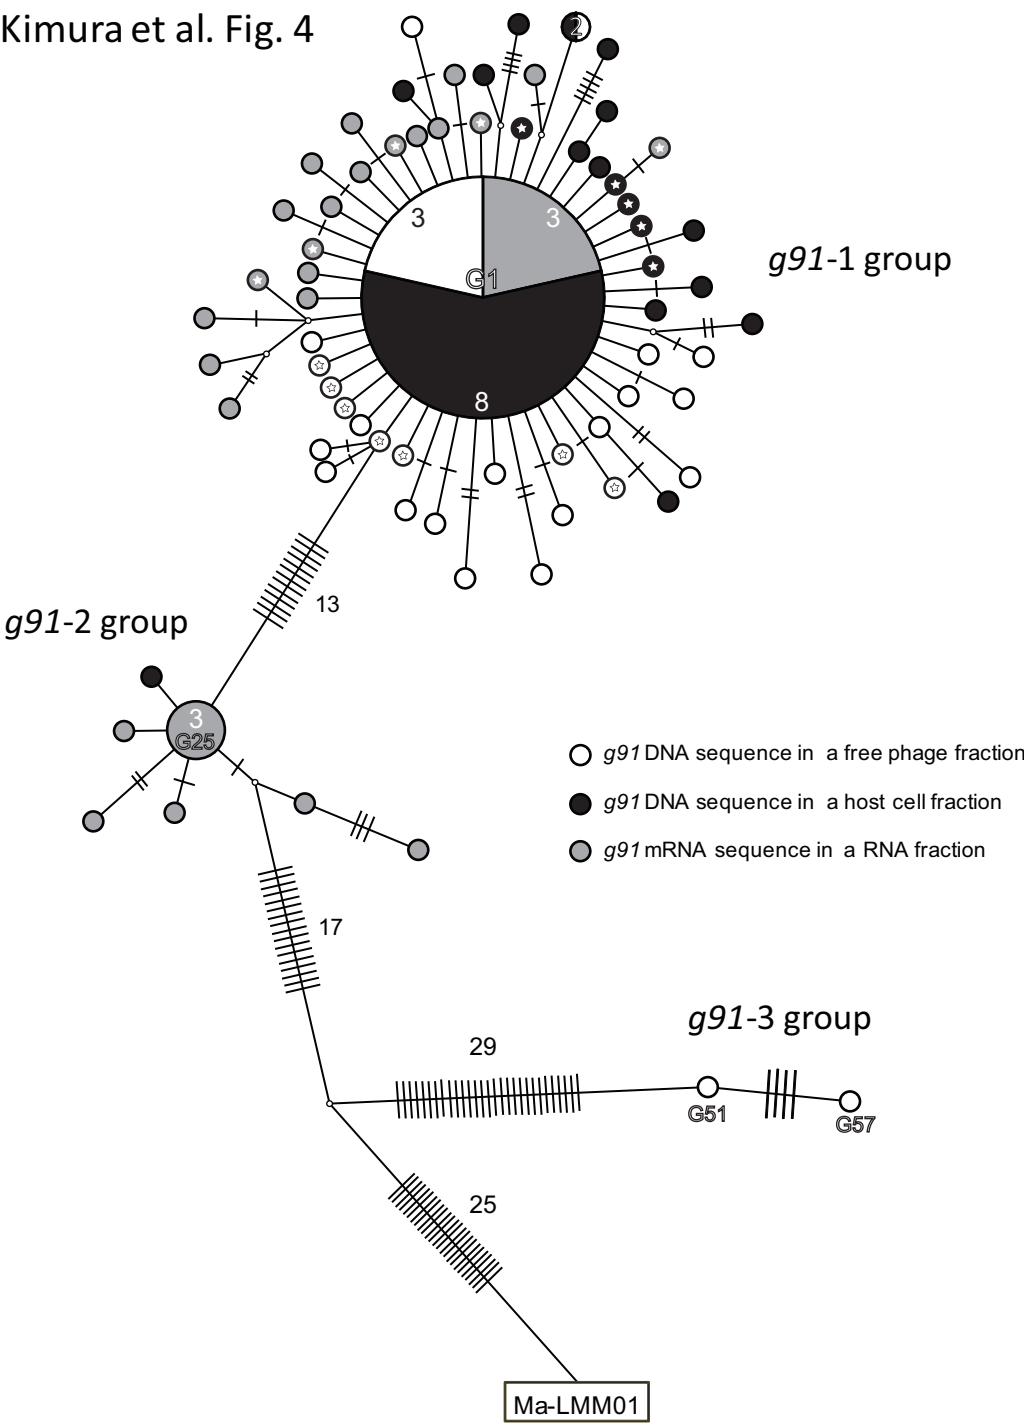 Kimura et al. Fig. 4
2
3
3
G1
g91-1 group
8
13
g91-2 group
3
G25
g91 DNA sequence in a free phage fraction
g91 DNA sequence in a host cell fraction
g91 mRNA sequence in a RNA fraction
17
g91-3 group
29
G51
G57
25
Ma-LMM01